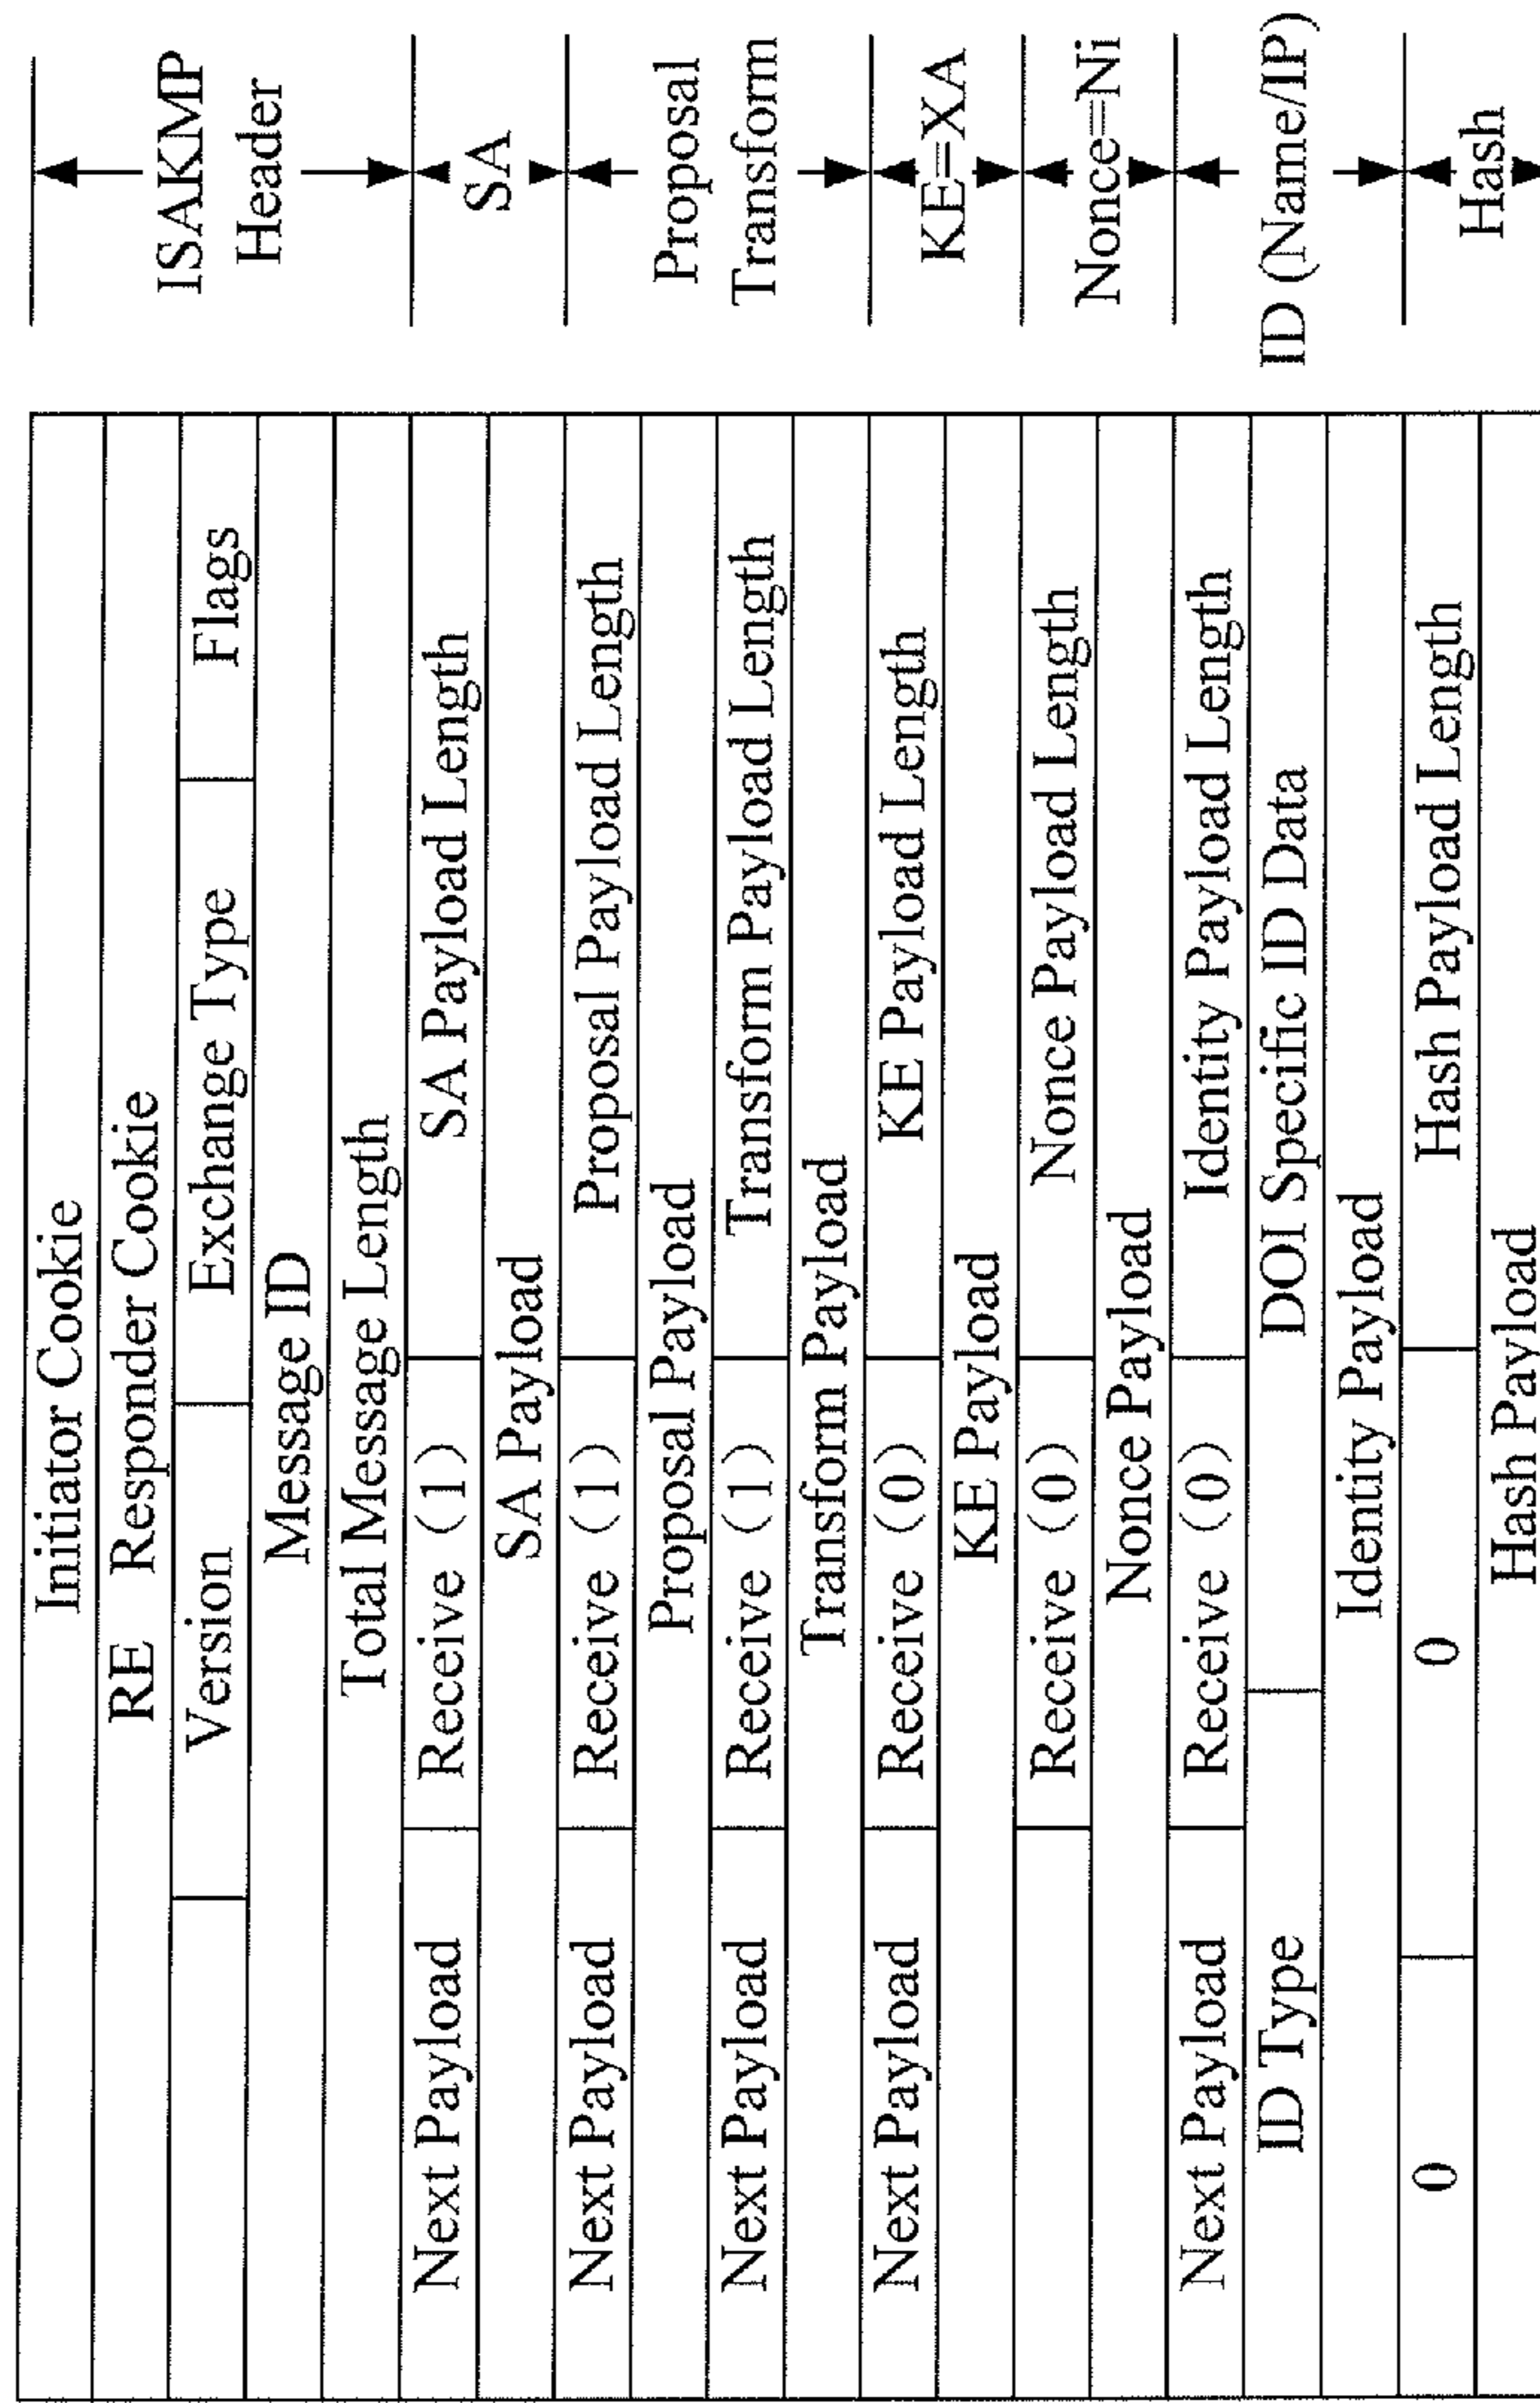 Initiator Cookie
RE Responder Cookie
Version Exchange Type Flags
Message ID
Total Message Length
ISAKMP
Header
Next Payload Receive (1) SA Payload Length
SA Payload
SA
Next Payload Receive (1) Proposal Payload Length
Proposal Payload
Next Payload Receive (1) Transform Payload Length
Transform Payload
Proposal
Transform
Next Payload Receive (0) KE Payload Length
KE Payload
KE=XA
Receive (0) Nonce Payload Length
Nonce Payload
Nonce=Ni
Next Payload Receive (0) Identity Payload Length
ID Type DOI Specific ID Data
Identity Payload
ID (Name/IP)
0 0 Hash Payload Length
Hash Payload
Hash